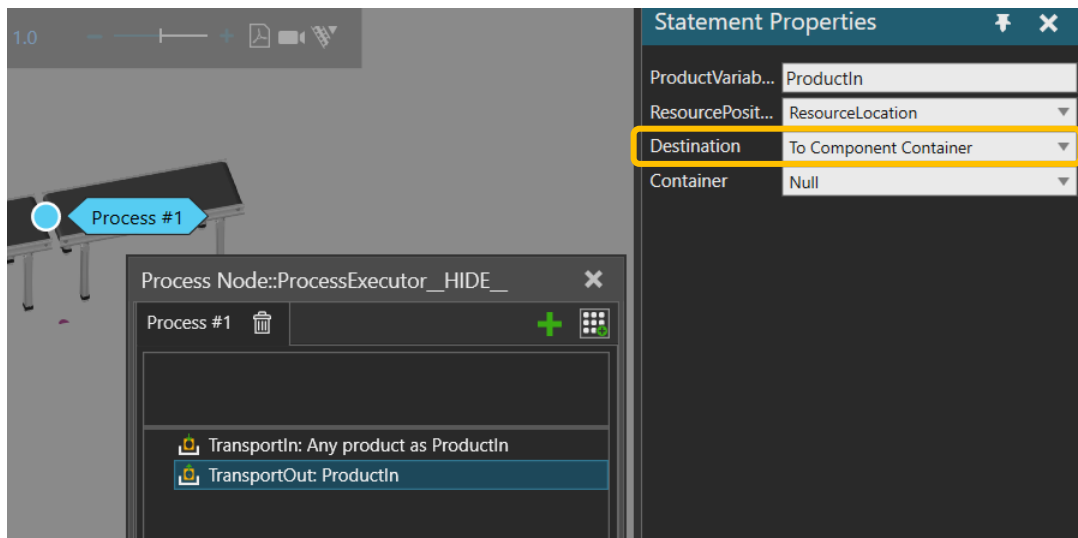 1.0
Statement Properties
ProductVariab... ProductIn
ResourcePosit... ResourceLocation
Destination To Component Container
Container Null
Process #1
Process Node::ProcessExecutor__HIDE__
Process #1
TransportIn: Any product as ProductIn
TransportOut: ProductIn